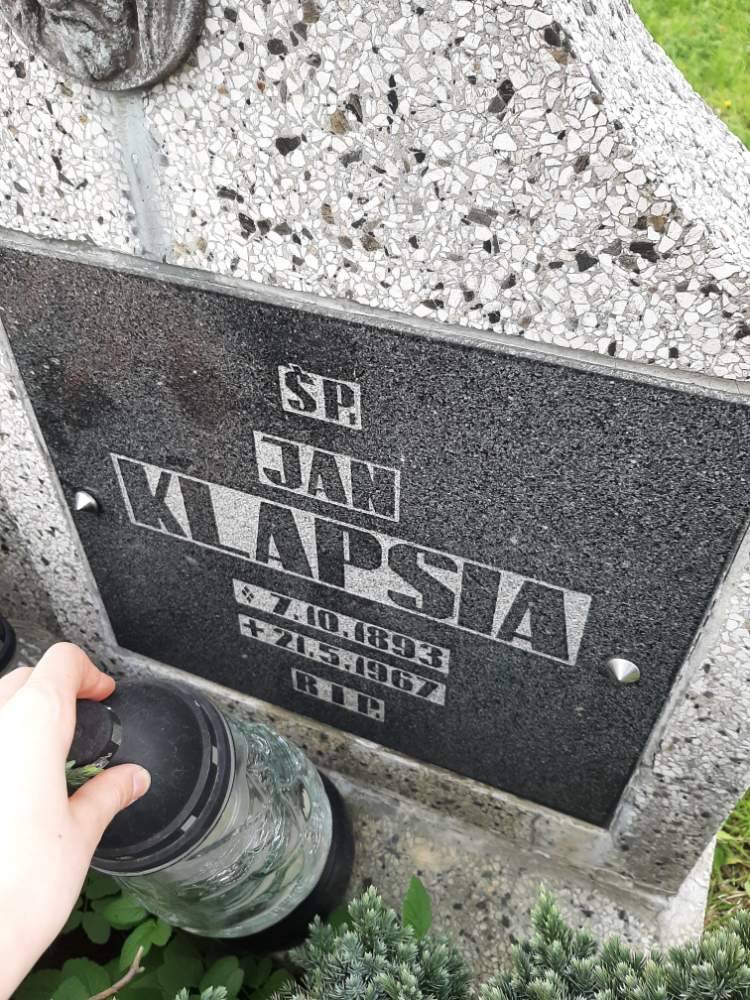 ŚP.
JAN
KLAPSIA
* 7.10.1893
+ 21.5.1967
R I P.